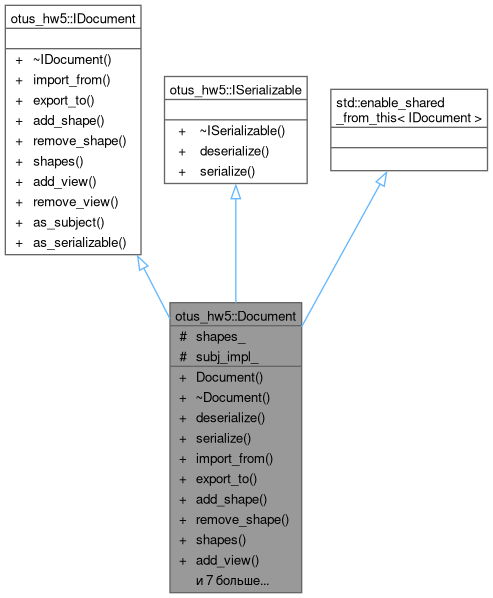 otus_hw5::IDocument
+ ~IDocument()
+ import_from()
+ export_to()
+ add_shape()
+ remove_shape()
+ shapes()
+ add_view()
+ remove_view()
+ as_subject()
+ as_serializable()
otus_hw5::ISerializable
+ ~ISerializable()
+ deserialize()
+ serialize()
std::enable_shared
_from_this< IDocument >
otus_hw5::Document
# shapes_
# subj_impl_
+ Document()
+ ~Document()
+ deserialize()
+ serialize()
+ import_from()
+ export_to()
+ add_shape()
+ remove_shape()
+ shapes()
+ add_view()
и 7 больше...